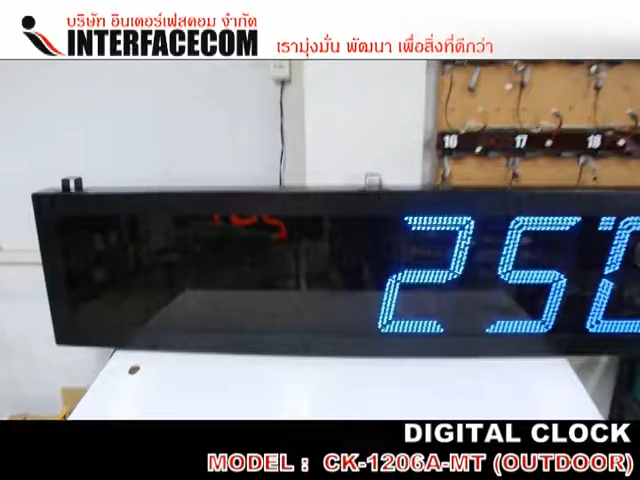 บริษัท อินเตอร์เฟสคอม จำกัด
INTERFACECOM
เรามุ่งมั่น พัฒนา เพื่อสิ่งที่ดีกว่า
16 17 18
250
DIGITAL CLOCK
MODEL : CK-1206A-MT (OUTDOOR)